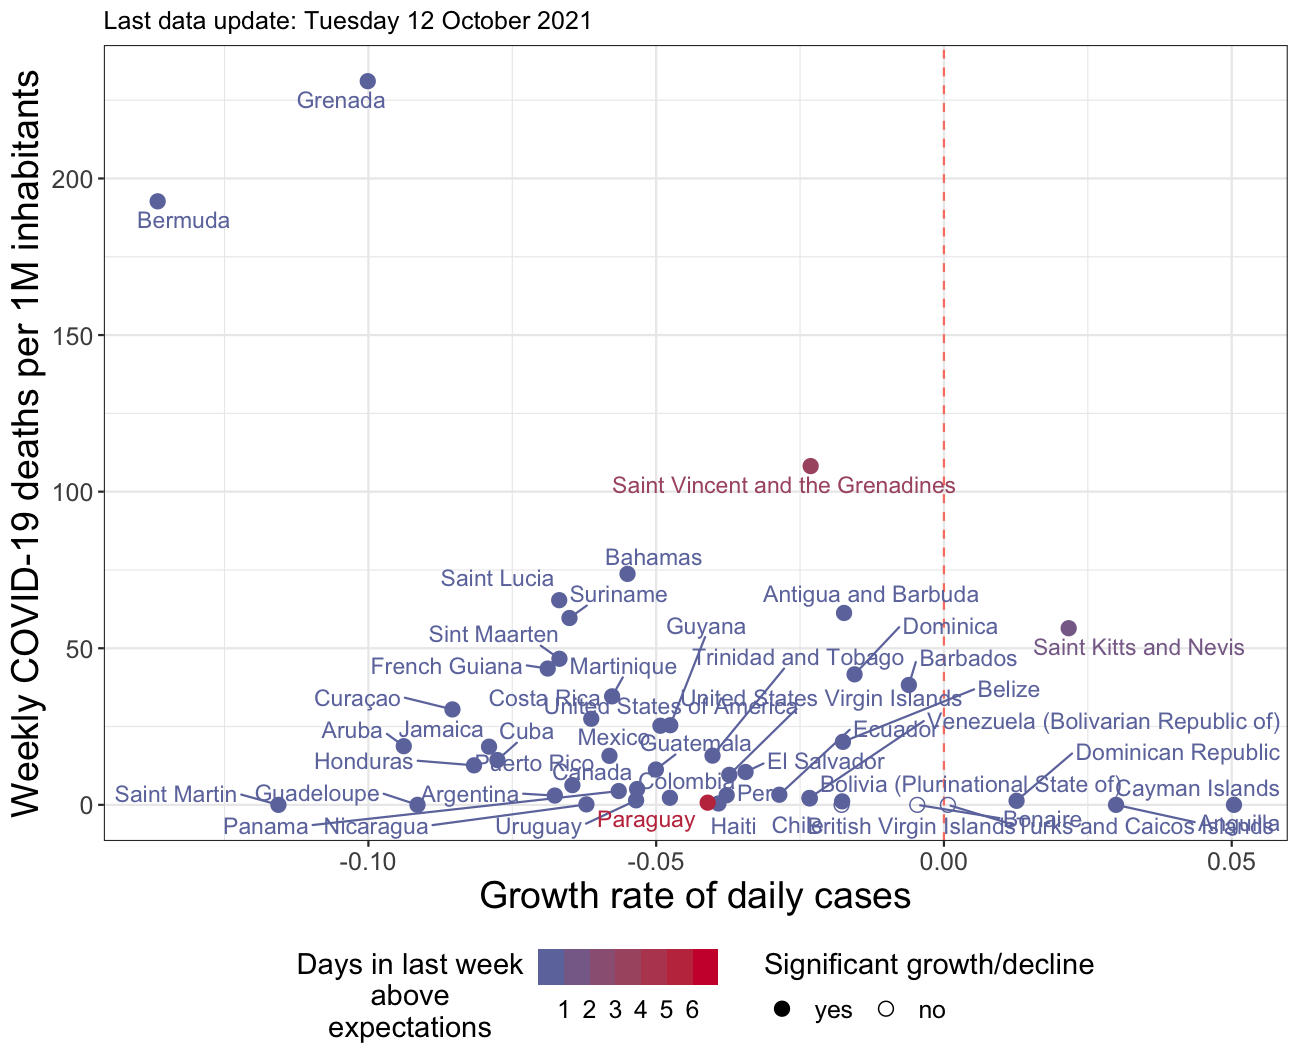 Last data update: Tuesday 12 October 2021
Weekly COVID-19 deaths per 1M inhabitants
200
150
100
50
0
Grenada
Bermuda
Saint Vincent and the Grenadines
Bahamas
Saint Lucia
Suriname
Antigua and Barbuda
Guyana
Dominica
Sint Maarten
Saint Kitts and Nevis
French Guiana
Martinique
Trinidad and Tobago
Barbados
Curaçao
Costa Rica
United States Virgin Islands
Belize
United States of America
Aruba
Jamaica
Cuba
Mexico
Guatemala
Ecuador
Venezuela (Bolivarian Republic of)
Honduras
Puerto Rico
El Salvador
Dominican Republic
Canada
Colombia
Bolivia (Plurinational State of)
Cayman Islands
Saint Martin
Guadeloupe
Argentina
Peru
Panama
Nicaragua
Uruguay
Paraguay
Haiti
Chile
British Virgin Islands
Bonaire
Turks and Caicos Islands
Anguilla
-0.10
-0.05
0.00
0.05
Growth rate of daily cases
Days in last week
above
expectations
1 2 3 4 5 6
Significant growth/decline
yes
no